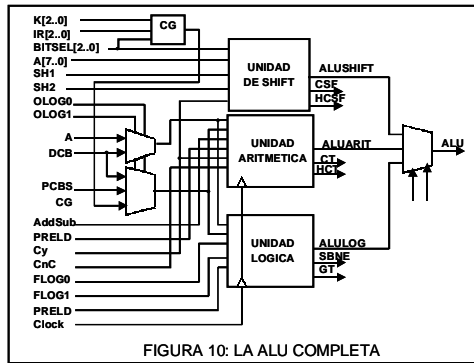 K[2..0]
IR[2..0]
BITSEL[2..0]
A[7..0]
SH1
SH2
OLOG0
OLOG1
A
DCB
PCBS
CG
AddSub
PRELD
Cy
CnC
FLOG0
FLOG1
PRELD
Clock
CG
UNIDAD
DE SHIFT
ALUSHIFT
CSF
HCSF
UNIDAD
ARITMETICA
ALUARIT
CT
HCT
UNIDAD
LOGICA
ALULOG
SBNE
GT
ALU
FIGURA 10: LA ALU COMPLETA